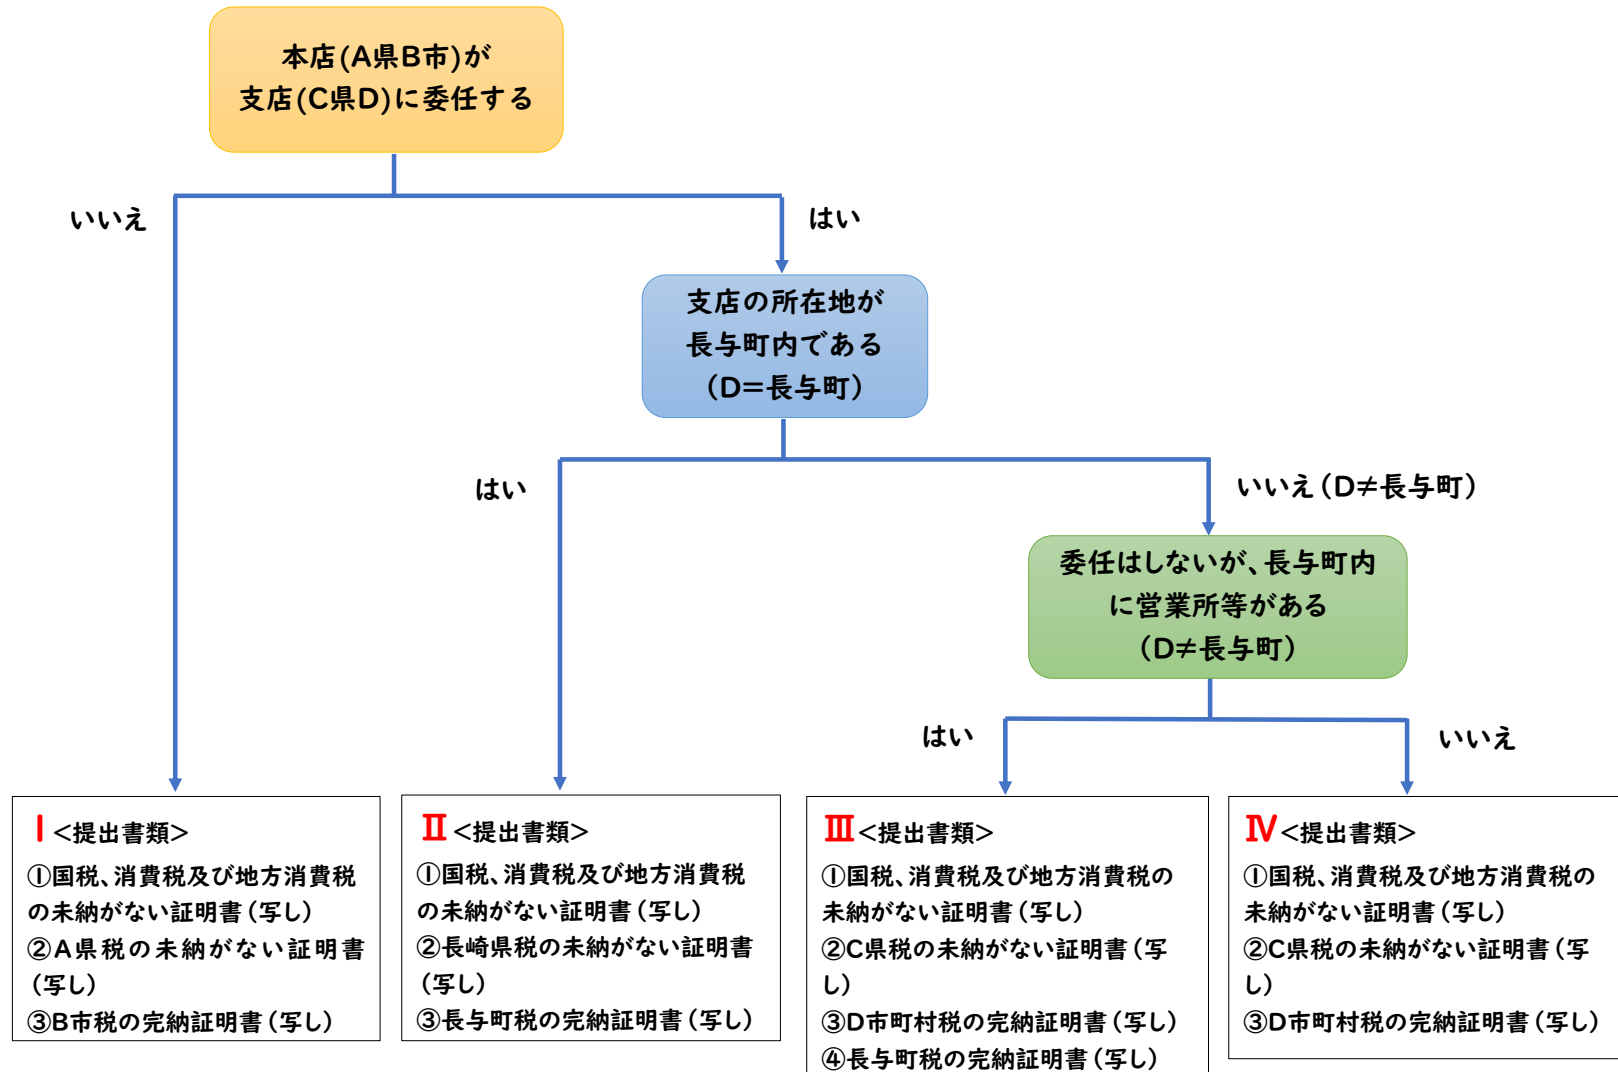 本店(A県B市)が
支店(C県D)に委任する
いいえ
はい
支店の所在地が
長与町内である
(D=長与町)
はい
いいえ(D≠長与町)
委任はしないが、長与町内
に営業所等がある
(D≠長与町)
はい
いいえ
Ⅰ<提出書類>
①国税、消費税及び地方消費税
の未納がない証明書(写し)
②A県税の未納がない証明書
(写し)
③B市税の完納証明書(写し)
Ⅱ<提出書類>
①国税、消費税及び地方消費税
の未納がない証明書(写し)
②長崎県税の未納がない証明書
(写し)
③長与町税の完納証明書(写し)
Ⅲ<提出書類>
①国税、消費税及び地方消費税の
未納がない証明書(写し)
②C県税の未納がない証明書(写
し)
③D市町村税の完納証明書(写し)
④長与町税の完納証明書(写し)
Ⅳ<提出書類>
①国税、消費税及び地方消費税の
未納がない証明書(写し)
②C県税の未納がない証明書(写
し)
③D市町村税の完納証明書(写し)